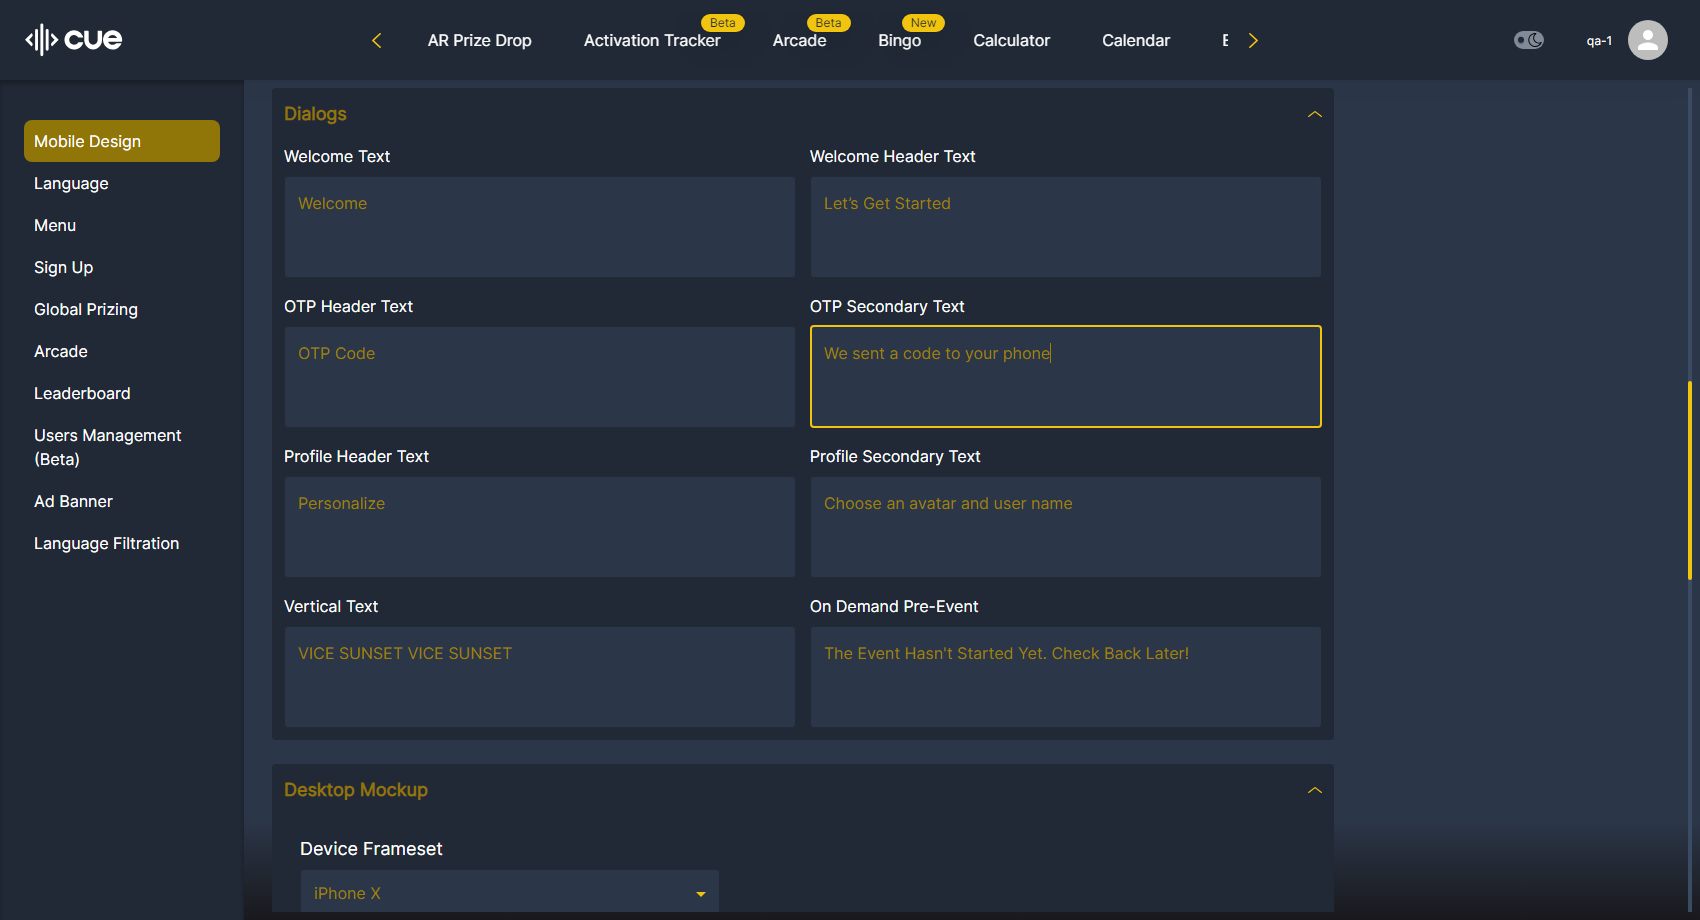 cue
AR Prize Drop
Activation Tracker
Beta
Arcade
Beta
Bingo
New
Calculator
Calendar
qa-1
Mobile Design
Language
Menu
Sign Up
Global Prizing
Arcade
Leaderboard
Users Management
(Beta)
Ad Banner
Language Filtration
Dialogs
Welcome Text
Welcome
Welcome Header Text
Let’s Get Started
OTP Header Text
OTP Code
OTP Secondary Text
We sent a code to your phone
Profile Header Text
Personalize
Profile Secondary Text
Choose an avatar and user name
Vertical Text
VICE SUNSET VICE SUNSET
On Demand Pre-Event
The Event Hasn't Started Yet. Check Back Later!
Desktop Mockup
Device Frameset
iPhone X